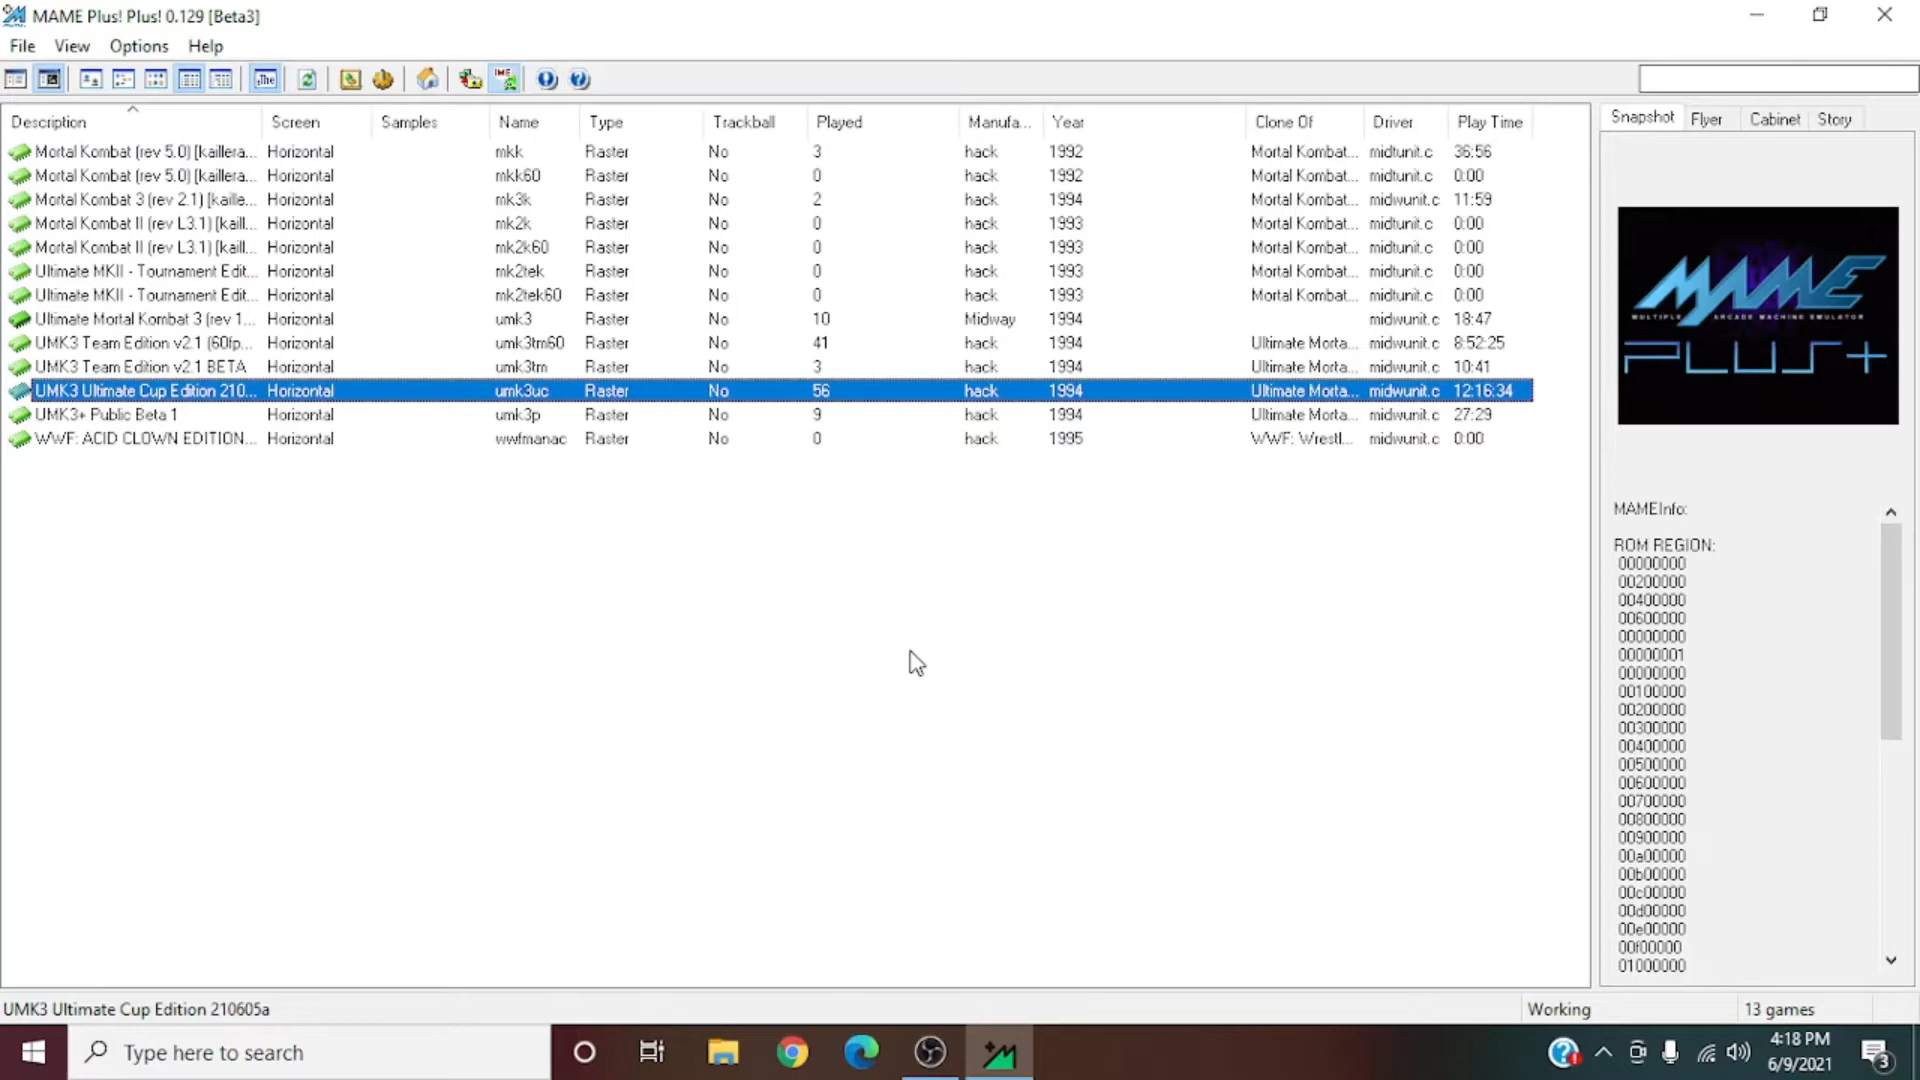 MAME Plus! Plus! 0.129 [Beta3]
File View Options Help
Description Screen Samples Name Type Trackball Played Manufa... Year Clone Of Driver Play Time
Mortal Kombat (rev 5.0) [kaillera... Horizontal mkk Raster No 3 hack 1992 Mortal Kombat... midtunit.c 36:56
Mortal Kombat (rev 5.0) [kaillera... Horizontal mkk60 Raster No 0 hack 1992 Mortal Kombat... midtunit.c 0:00
Mortal Kombat 3 (rev 2.1) [kaille... Horizontal mk3k Raster No 2 hack 1994 Mortal Kombat... midwunit.c 11:59
Mortal Kombat II (rev L3.1) [kaill... Horizontal mk2k Raster No 0 hack 1993 Mortal Kombat... midtunit.c 0:00
Mortal Kombat II (rev L3.1) [kaill... Horizontal mk2k60 Raster No 0 hack 1993 Mortal Kombat... midtunit.c 0:00
Ultimate MKII - Tournament Edit... Horizontal mk2tek Raster No 0 hack 1993 Mortal Kombat... midtunit.c 0:00
Ultimate MKII - Tournament Edit... Horizontal mk2tek60 Raster No 0 hack 1993 Mortal Kombat... midtunit.c 0:00
Ultimate Mortal Kombat 3 (rev 1... Horizontal umk3 Raster No 10 Midway 1994 midwunit.c 18:47
UMK3 Team Edition v2.1 (60fp... Horizontal umk3tm60 Raster No 41 hack 1994 Ultimate Morta... midwunit.c 8:52:25
UMK3 Team Edition v2.1 BETA Horizontal umk3tm Raster No 3 hack 1994 Ultimate Morta... midwunit.c 10:41
UMK3 Ultimate Cup Edition 210... Horizontal umk3uc Raster No 56 hack 1994 Ultimate Morta... midwunit.c 12:16:34
UMK3+ Public Beta 1 Horizontal umk3p Raster No 9 hack 1994 Ultimate Morta... midwunit.c 27:29
WWF: ACID CLOWN EDITION... Horizontal wwfmanac Raster No 0 hack 1995 WWF: Wrestl... midwunit.c 0:00
Snapshot Flyer Cabinet Story
MAME
MULTIPLE ARCADE MACHINE EMULATOR
PLUS+
MAMEInfo:
ROM REGION:
00000000
00200000
00400000
00600000
00000000
00000001
00000000
00100000
00200000
00300000
00400000
00500000
00600000
00700000
00800000
00900000
00a00000
00b00000
00c00000
00d00000
00e00000
00f00000
01000000
UMK3 Ultimate Cup Edition 210605a Working 13 games
Type here to search
4:18 PM
6/9/2021
3